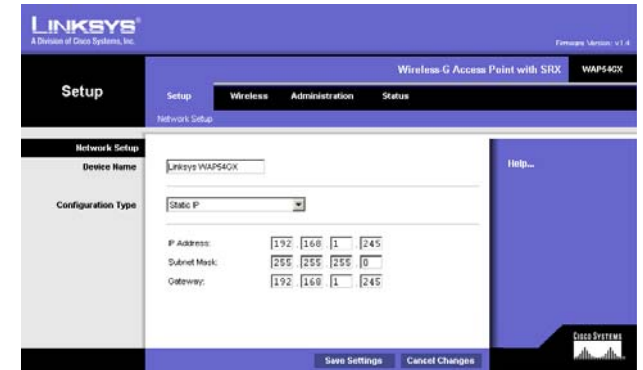 LINKSYS®
A Division of Cisco Systems, Inc.
Firmware Version: v1.4
Wireless-G Access Point with SRX WAP54GX
Setup
Setup Wireless Administration Status
Network Setup
Network Setup
Device Name Linksys WAP54GX
Help...
Configuration Type Static IP
IP Address: 192 . 168 . 1 . 245
Subnet Mask: 255 . 255 . 255 . 0
Gateway: 192 . 168 . 1 . 245
CISCO SYSTEMS
Save Settings Cancel Changes